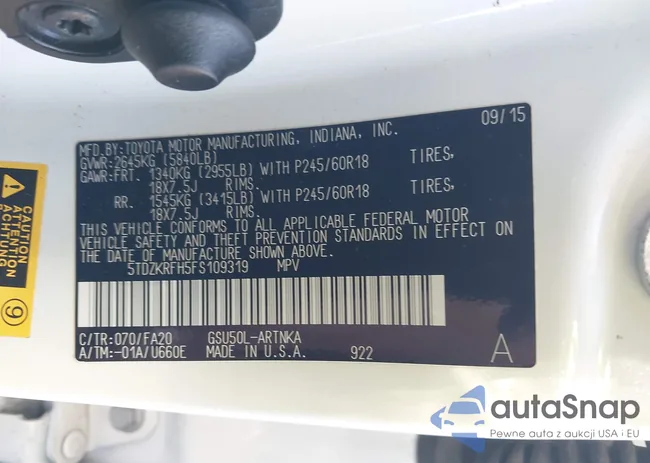 09/15
MFD.BY:TOYOTA MOTOR MANUFACTURING, INDIANA, INC.
GVWR:2645KG (5840LB)
GAWR:FRT. 1340KG (2955LB) WITH P245/60R18 TIRES,
18X7.5J RIMS.
RR. 1545KG (3415LB) WITH P245/60R18 TIRES,
18X7.5J RIMS.
THIS VEHICLE CONFORMS TO ALL APPLICABLE FEDERAL MOTOR
VEHICLE SAFETY AND THEFT PREVENTION STANDARDS IN EFFECT ON
THE DATE OF MANUFACTURE SHOWN ABOVE.
5TDZKRFH5FS109319 MPV
C/TR:070/FA20 GSU50L-ARTNKA
A/TM:-01A/U660E MADE IN U.S.A. 922 A
CAUTION
ATTENTION
ACHTUNG
9
autaSnap
Pewne auta z aukcji USA i EU